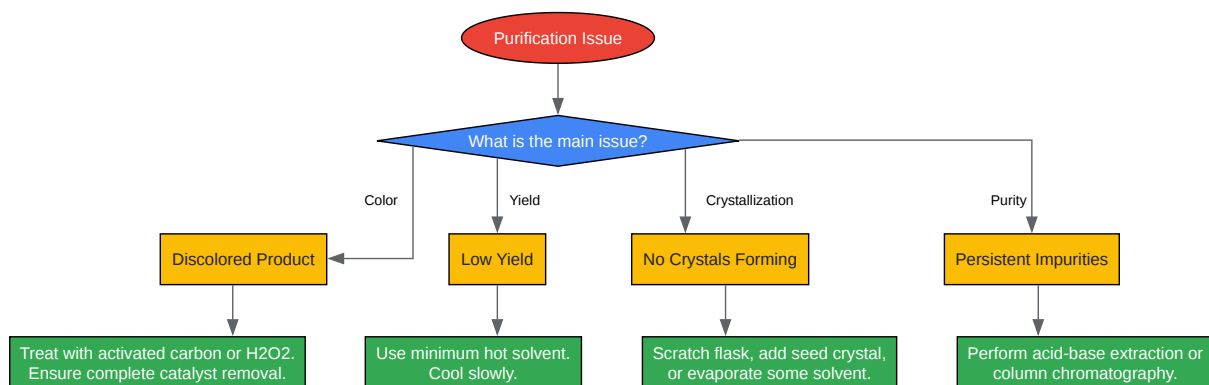 Purification Issue
What is the main issue?
Color
Yield
Crystallization
Purity
Discolored Product
Low Yield
No Crystals Forming
Persistent Impurities
Treat with activated carbon or H2O2.
Ensure complete catalyst removal.
Use minimum hot solvent.
Cool slowly.
Scratch flask, add seed crystal,
or evaporate some solvent.
Perform acid-base extraction or
column chromatography.